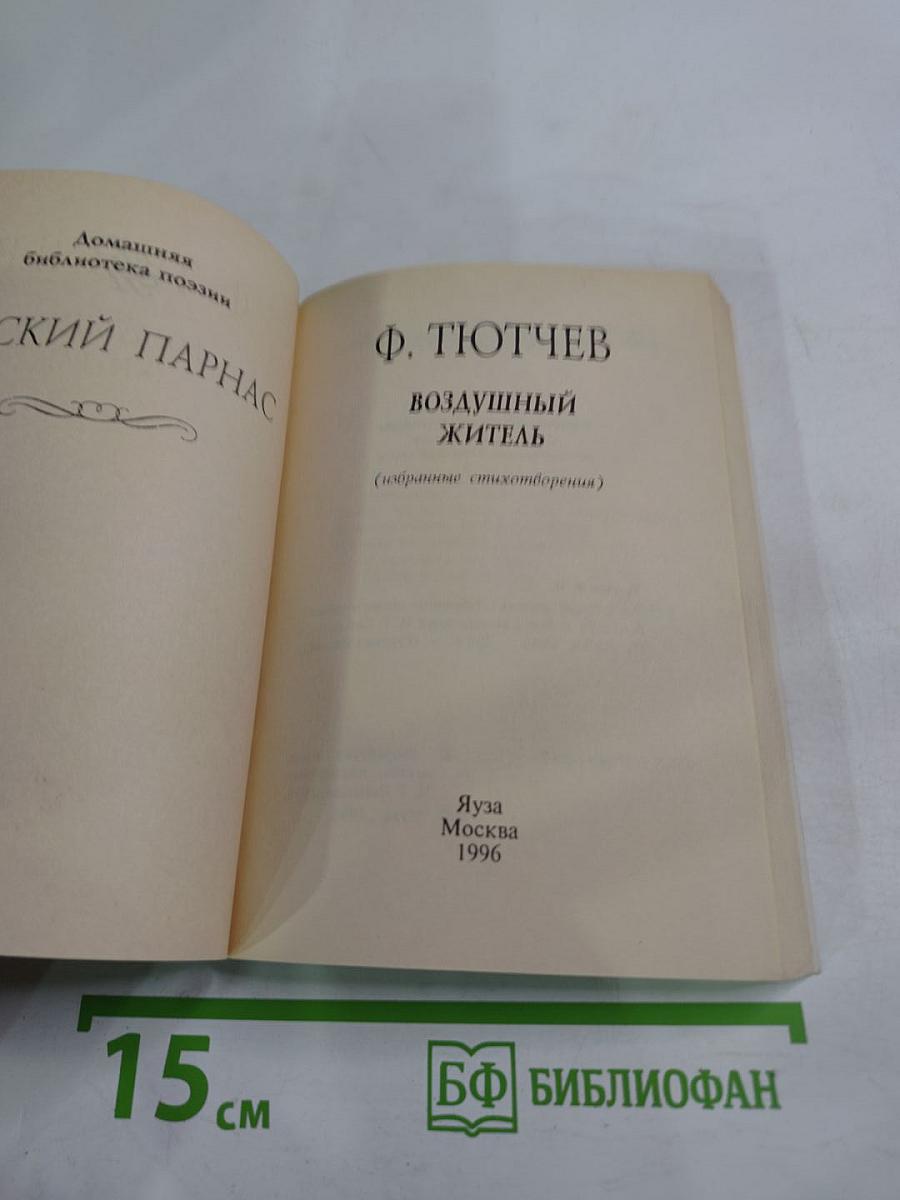 Домашняя
библиотека поэзии
СКИЙ ПАРНАС
Ф. ТЮТЧЕВ
ВОЗДУШНЫЙ
ЖИТЕЛЬ
(избранные стихотворения)
Яуза
Москва
1996
15 см
БФ БИБЛИОФАН